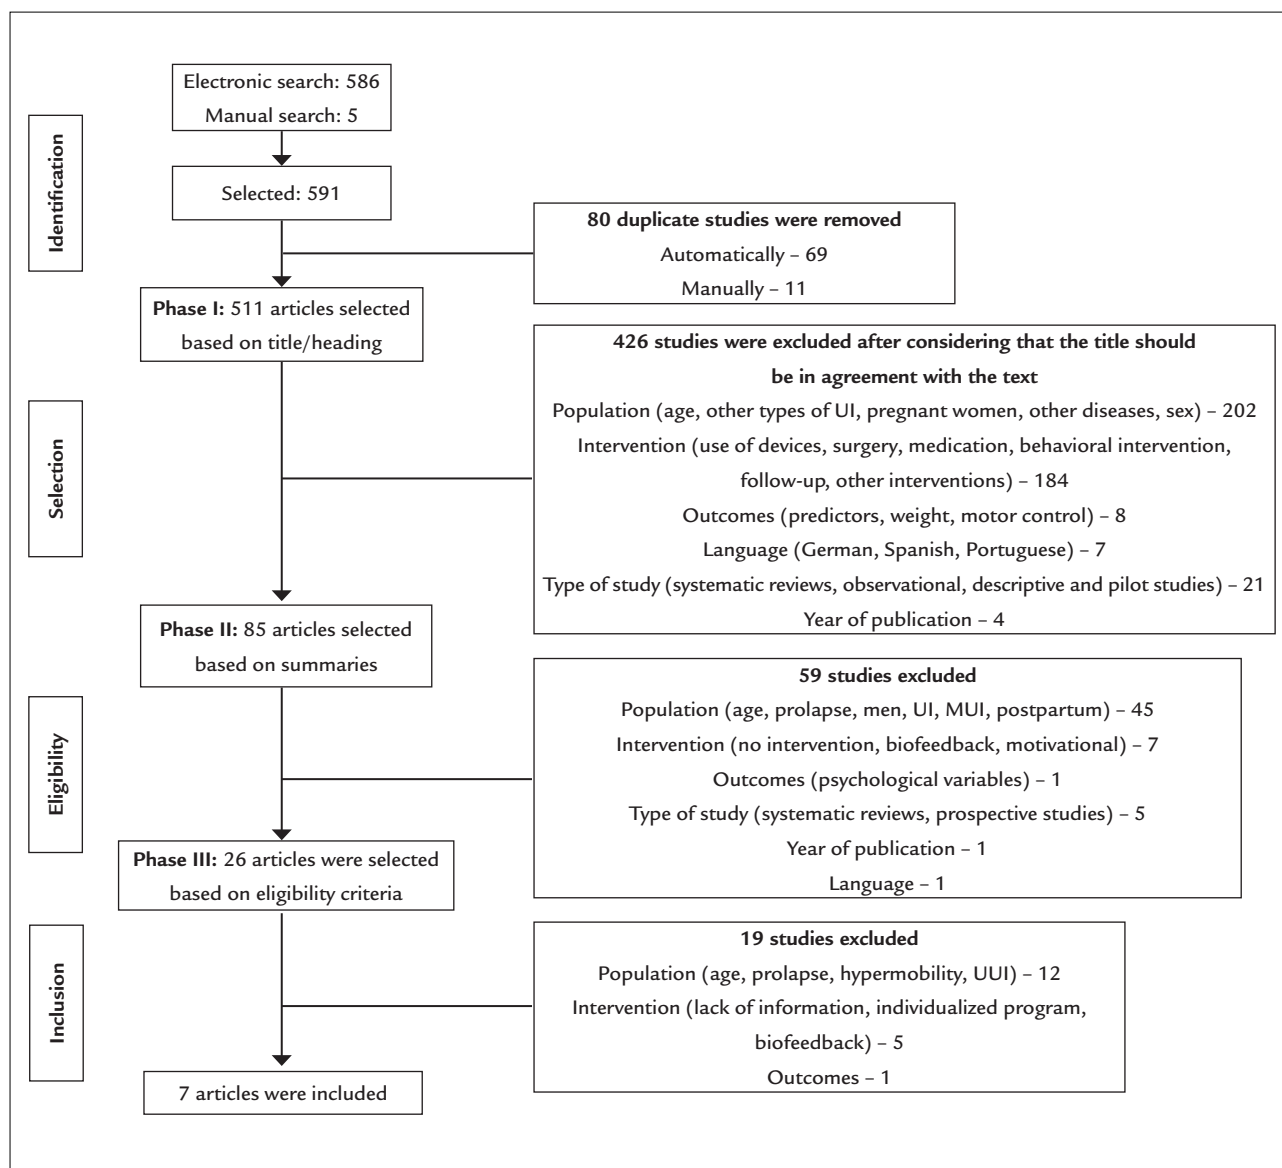 Electronic search: 586
Manual search: 5
Identification
Selected: 591
80 duplicate studies were removed
Automatically – 69
Manually – 11
Phase I: 511 articles selected
based on title/heading
426 studies were excluded after considering that the title should
be in agreement with the text
Population (age, other types of UI, pregnant women, other diseases, sex) – 202
Intervention (use of devices, surgery, medication, behavioral intervention,
follow-up, other interventions) – 184
Outcomes (predictors, weight, motor control) – 8
Language (German, Spanish, Portuguese) – 7
Type of study (systematic reviews, observational, descriptive and pilot studies) – 21
Year of publication – 4
Selection
Phase II: 85 articles selected
based on summaries
59 studies excluded
Population (age, prolapse, men, UI, MUI, postpartum) – 45
Intervention (no intervention, biofeedback, motivational) – 7
Outcomes (psychological variables) – 1
Type of study (systematic reviews, prospective studies) – 5
Year of publication – 1
Language – 1
Eligibility
Phase III: 26 articles were selected
based on eligibility criteria
19 studies excluded
Population (age, prolapse, hypermobility, UUI) – 12
Intervention (lack of information, individualized program,
biofeedback) – 5
Outcomes – 1
Inclusion
7 articles were included